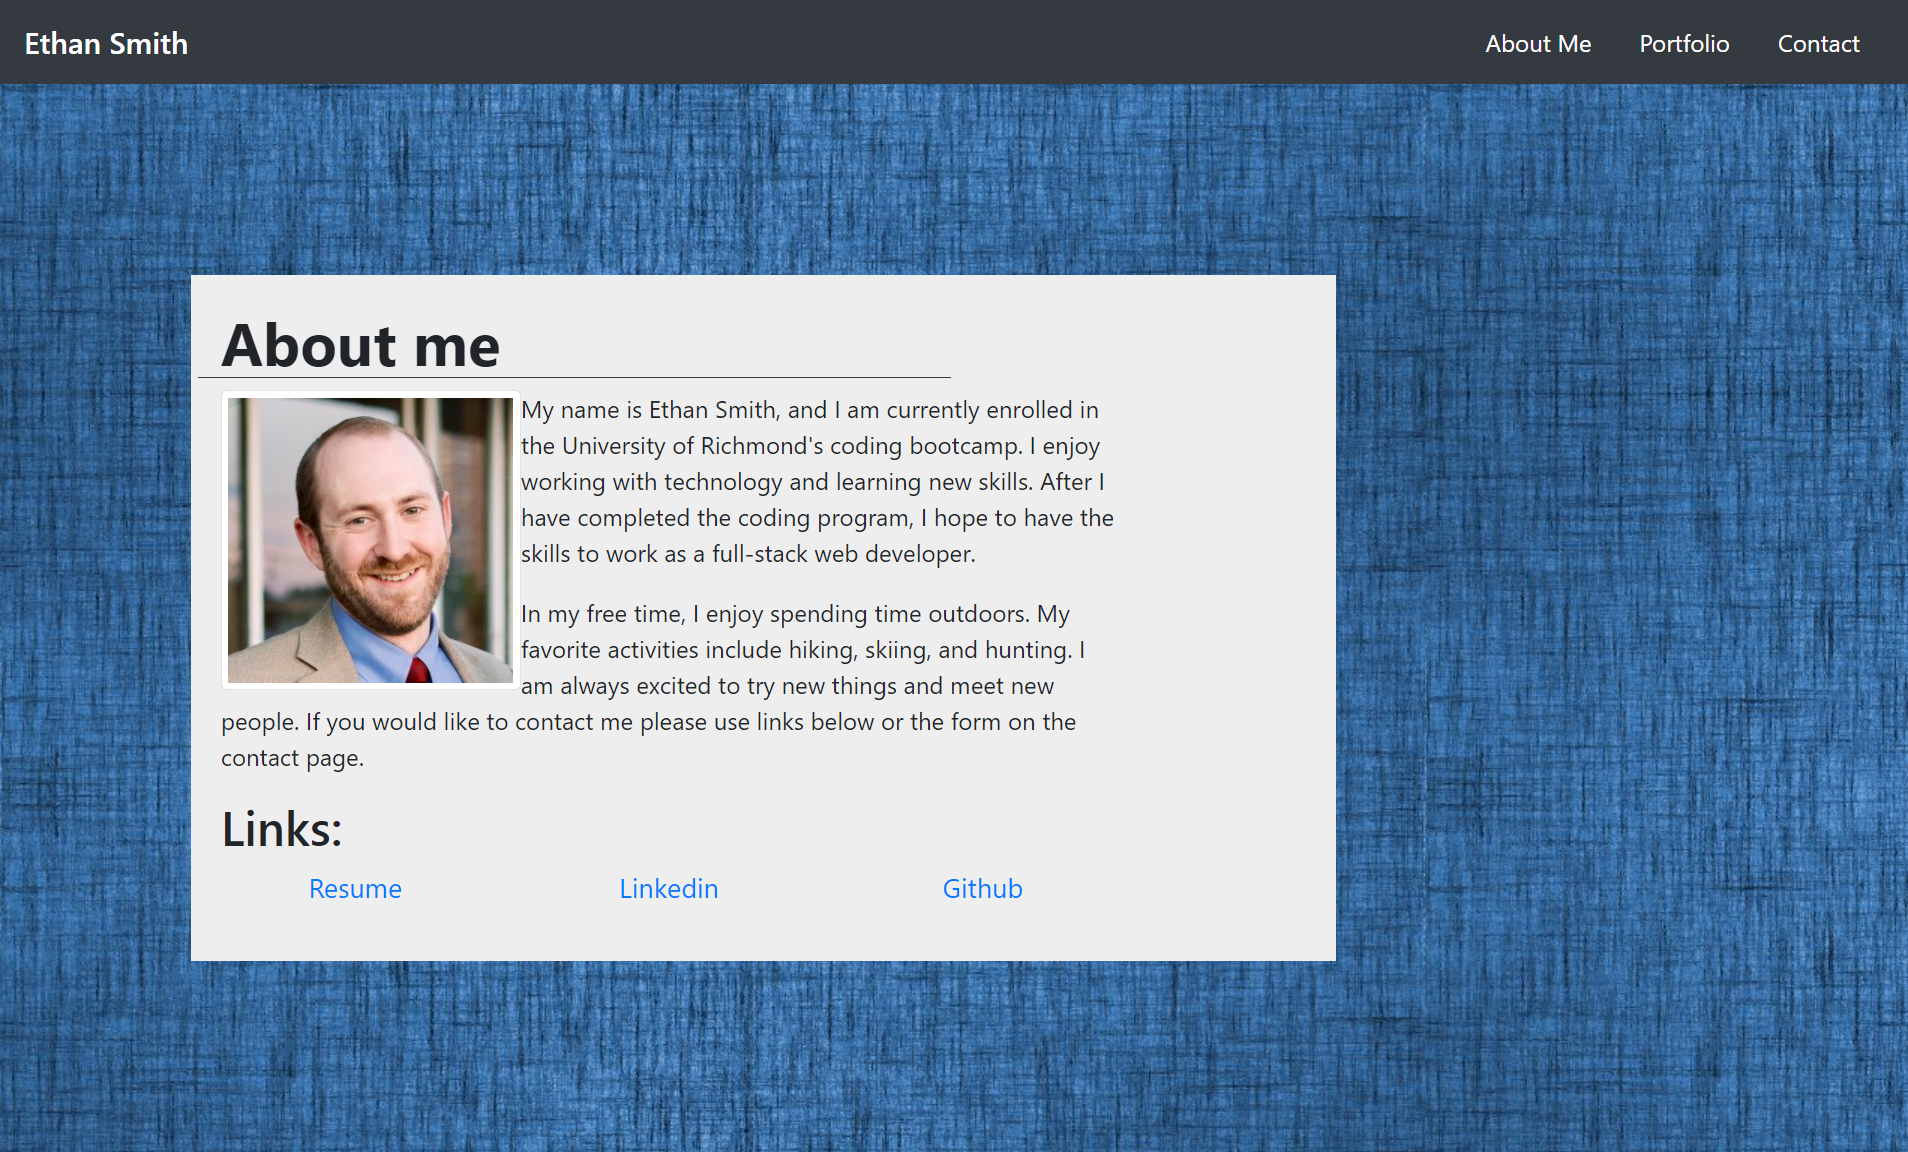 Ethan Smith
About Me Portfolio Contact
About me
My name is Ethan Smith, and I am currently enrolled in
the University of Richmond's coding bootcamp. I enjoy
working with technology and learning new skills. After I
have completed the coding program, I hope to have the
skills to work as a full-stack web developer.
In my free time, I enjoy spending time outdoors. My
favorite activities include hiking, skiing, and hunting. I
am always excited to try new things and meet new
people. If you would like to contact me please use links below or the form on the
contact page.
Links:
Resume Linkedin Github